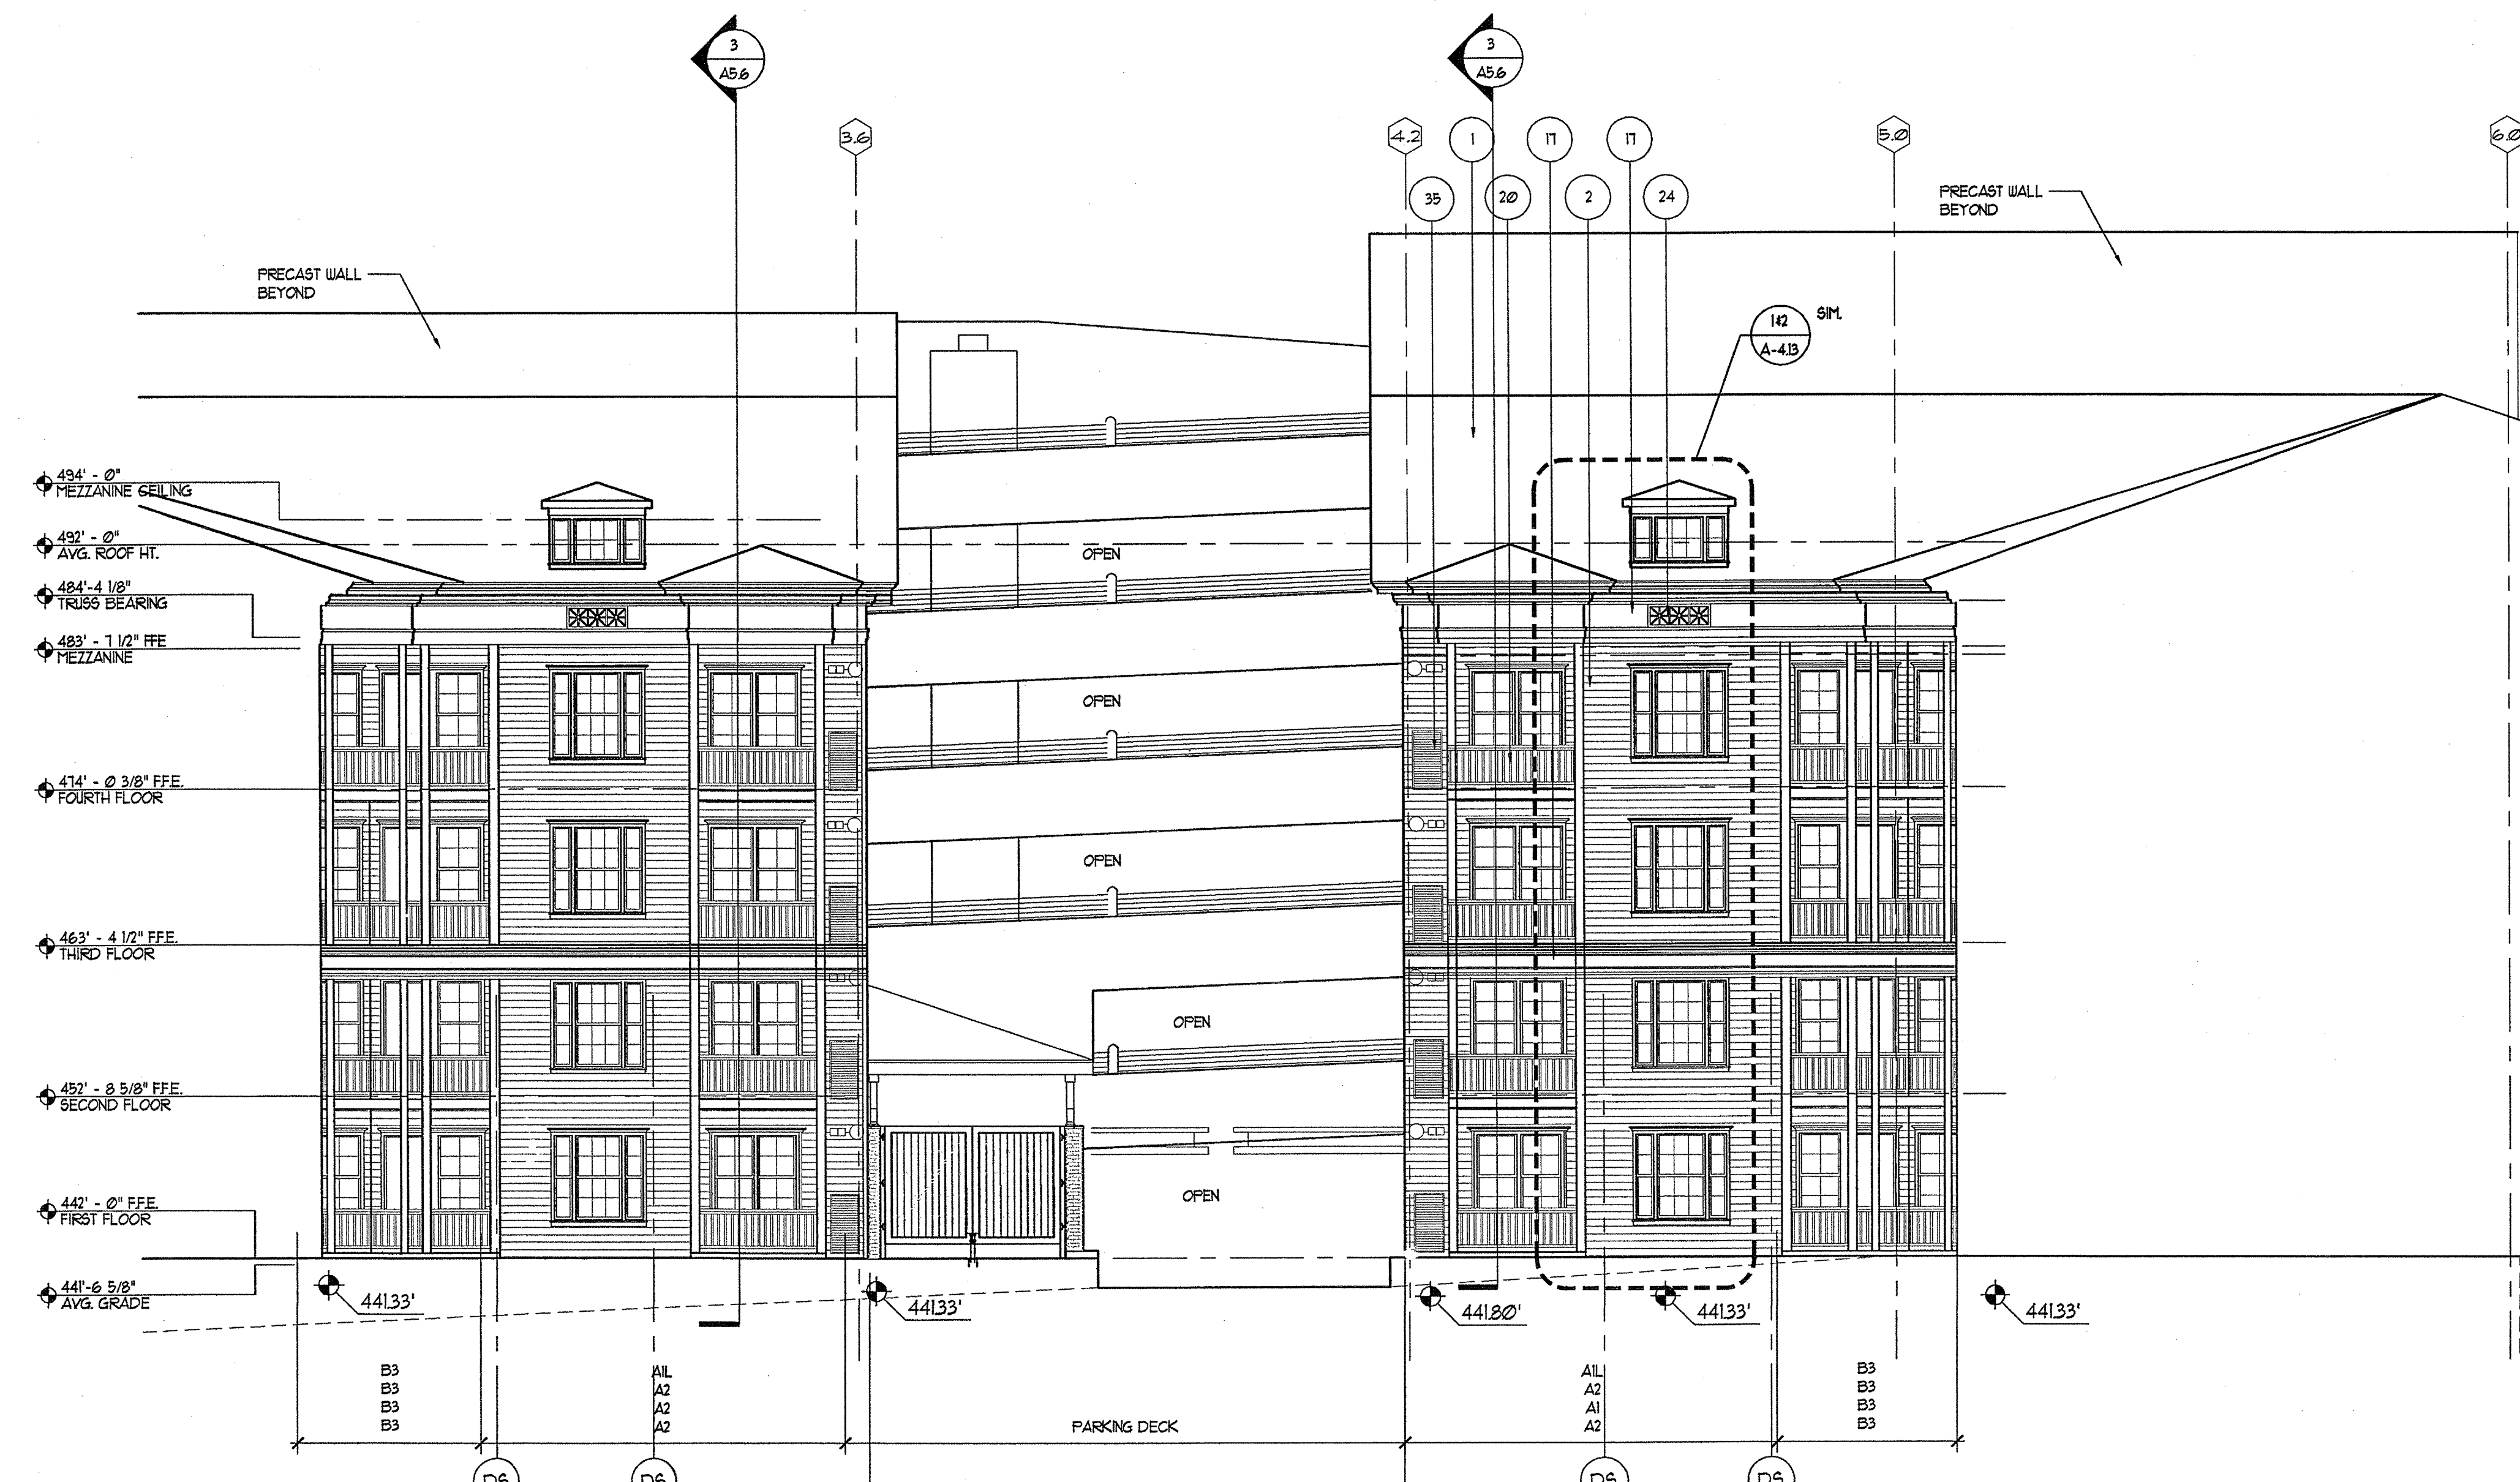 3
A5.6
3
A5.6
3.6
4.2
1
17
17
5.0
6.0
35
20
2
24
PRECAST WALL
BEYOND
PRECAST WALL
BEYOND
1#2
A-4.13
SIM.
494' - 0"
MEZZANINE CEILING
492' - 0"
AVG. ROOF HT.
484'-4 1/8"
TRUSS BEARING
483' - 7 1/2" FFE
MEZZANINE
474' - 0 3/8" F.F.E.
FOURTH FLOOR
463' - 4 1/2" F.F.E.
THIRD FLOOR
452' - 8 5/8" F.F.E.
SECOND FLOOR
442' - 0" F.F.E.
FIRST FLOOR
441'-6 5/8"
AVG. GRADE
OPEN
OPEN
OPEN
OPEN
OPEN
441.33'
441.33'
441.80'
441.33'
441.33'
B3
B3
B3
B3
A1L
A2
A2
A2
PARKING DECK
A1L
A2
A1
A2
B3
B3
B3
B3
DS
DS
DS
DS